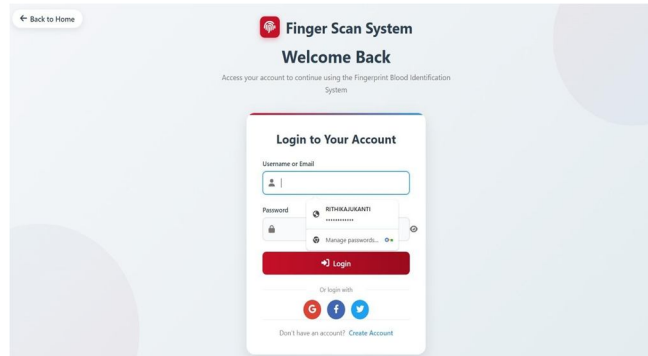 Back to Home
Finger Scan System
Welcome Back
Access your account to continue using the Fingerprint Blood Identification
System
Login to Your Account
Username or Email
Password
RITHIKAJUKANTI
••••••••••••
Manage passwords...
Login
Or login with
G f
Don't have an account? Create Account